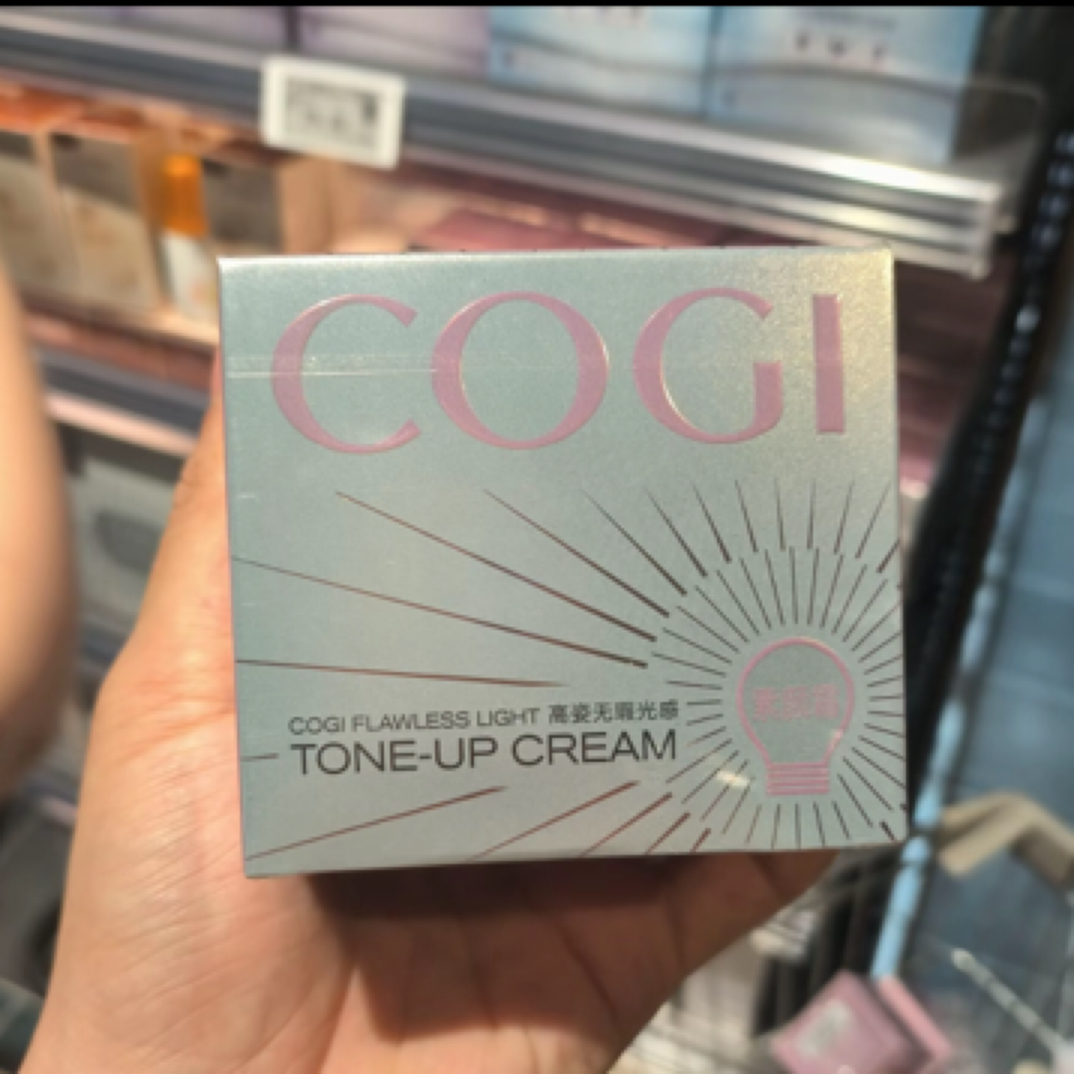 COGI
COGI FLAWLESS LIGHT 高姿无瑕光感
TONE-UP CREAM